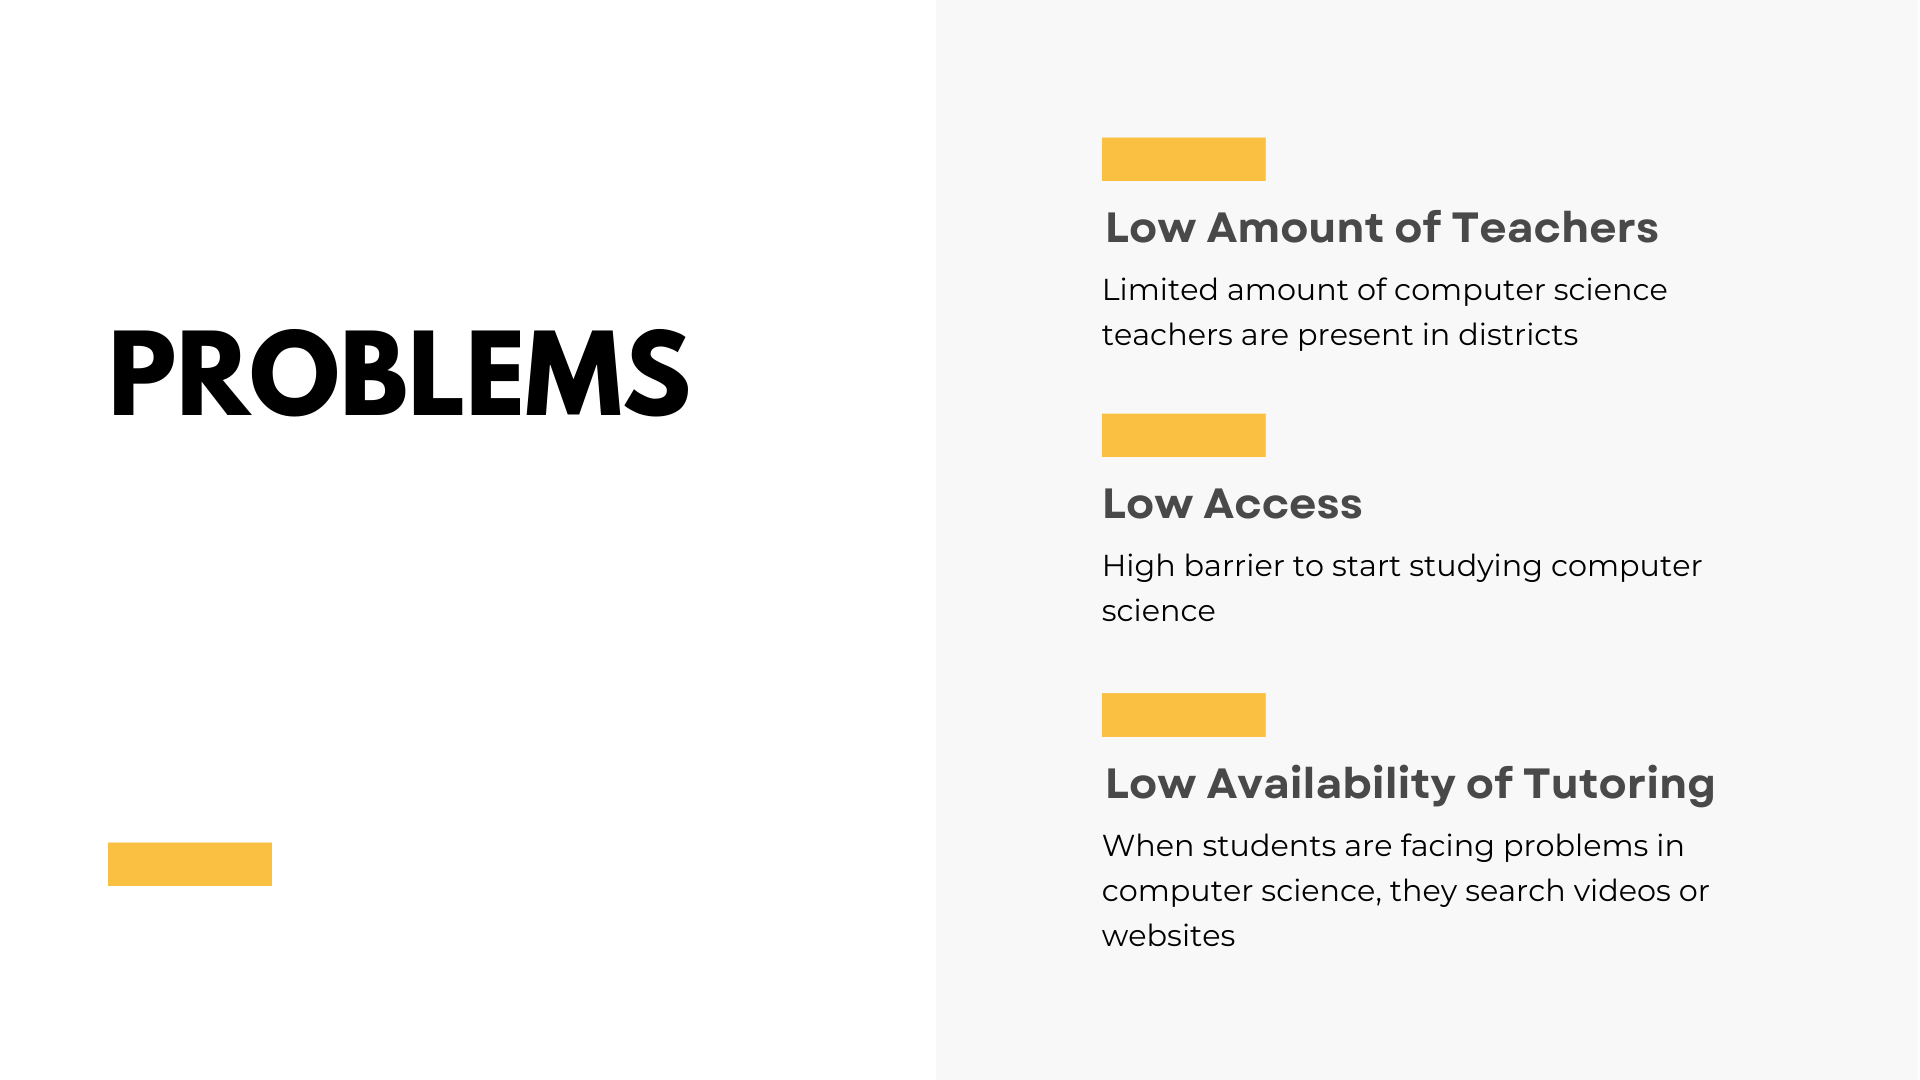 PROBLEMS
Low Amount of Teachers
Limited amount of computer science
teachers are present in districts
Low Access
High barrier to start studying computer
science
Low Availability of Tutoring
When students are facing problems in
computer science, they search videos or
websites